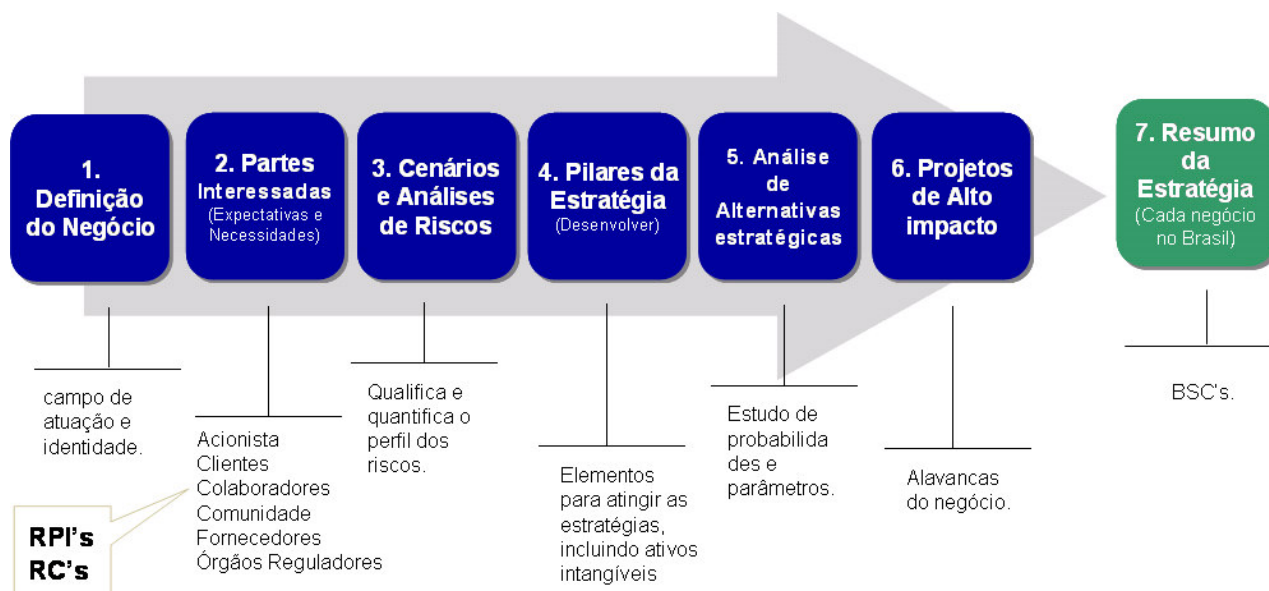 1.
Definição
do Negócio
2. Partes
Interessadas
(Expectativas e
Necessidades)
3. Cenários
e Análises
de Riscos
4. Pilares da
Estratégia
(Desenvolver)
5. Análise
de
Alternativas
estratégicas
6. Projetos
de Alto
impacto
7. Resumo
da
Estratégia
(Cada negócio
no Brasil)
campo de
atuação e
identidade.
Acionista
Clientes
Colaboradores
Comunidade
Fornecedores
Órgãos Reguladores
RPI's
RC's
Qualifica e
quantifica o
perfil dos
riscos.
Elementos
para atingir as
estratégias,
incluindo ativos
intangíveis
Estudo de
probabilida
des e
parâmetros.
Alavancas
do negócio.
BSC's.